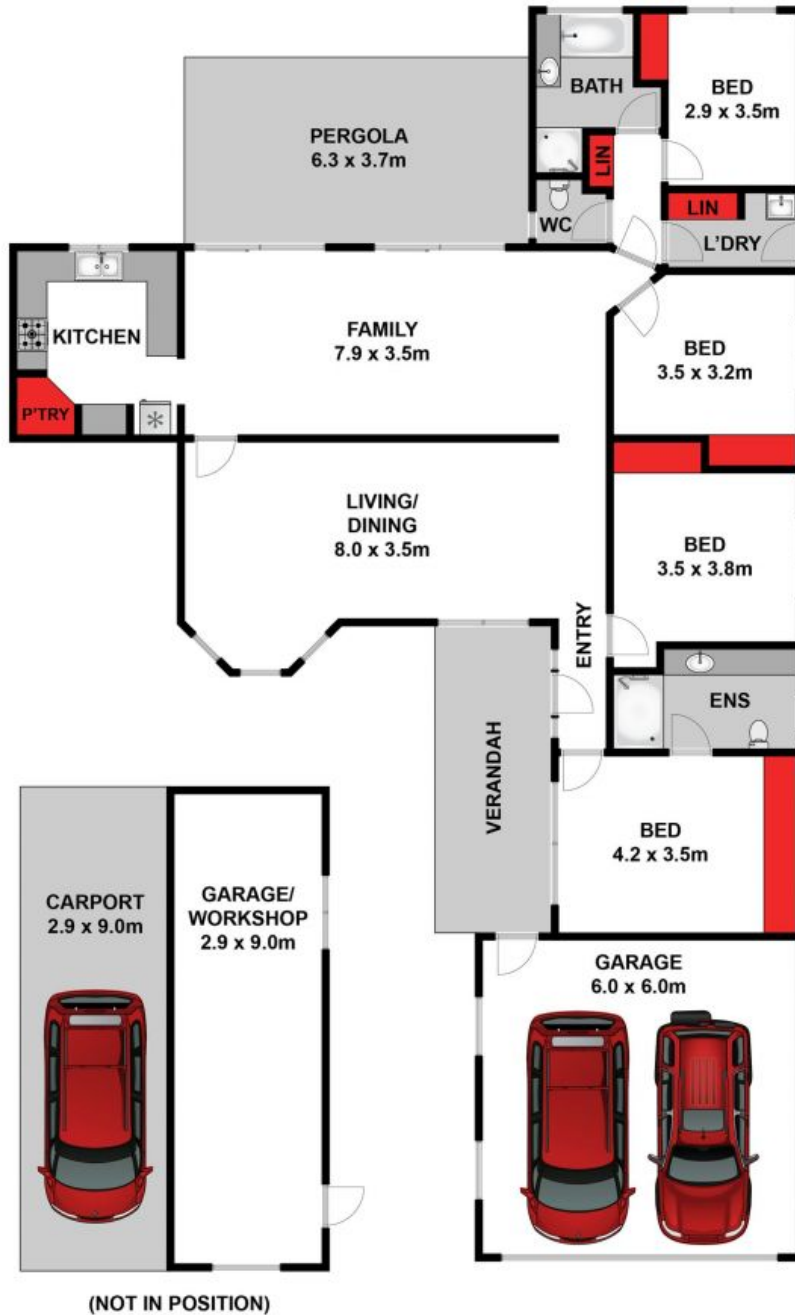 BATH
BED
2.9 x 3.5m
PERGOLA
6.3 x 3.7m
LIN
LIN
WC
L'DRY
KITCHEN
FAMILY
7.9 x 3.5m
BED
3.5 x 3.2m
P'TRY
LIVING/
DINING
8.0 x 3.5m
BED
3.5 x 3.8m
ENTRY
ENS
VERANDAH
BED
4.2 x 3.5m
CARPORT
2.9 x 9.0m
GARAGE/
WORKSHOP
2.9 x 9.0m
GARAGE
6.0 x 6.0m
(NOT IN POSITION)